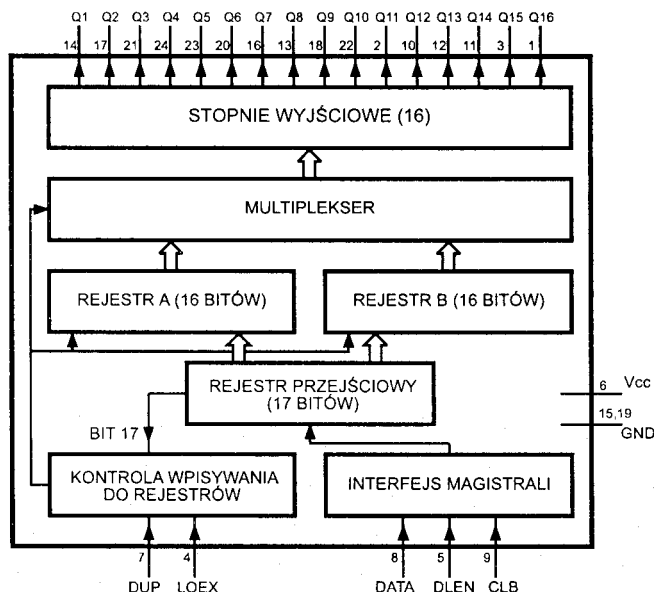 Q1 Q2 Q3 Q4 Q5 Q6 Q7 Q8 Q9 Q10 Q11 Q12 Q13 Q14 Q15 Q16
14 17 21 24 23 20 16 13 18 22 2 10 12 11 3 1
STOPNIE WYJŚCIOWE (16)
MULTIPLEKSER
REJESTR A (16 BITÓW)
REJESTR B (16 BITÓW)
REJESTR PRZEJŚCIOWY
(17 BITÓW)
6 Vcc
15,19
GND
BIT 17
KONTROLA WPISYWANIA
DO REJESTRÓW
INTERFEJS MAGISTRALI
7 4 8 5 9
DUP LOEX DATA DLEN CLB